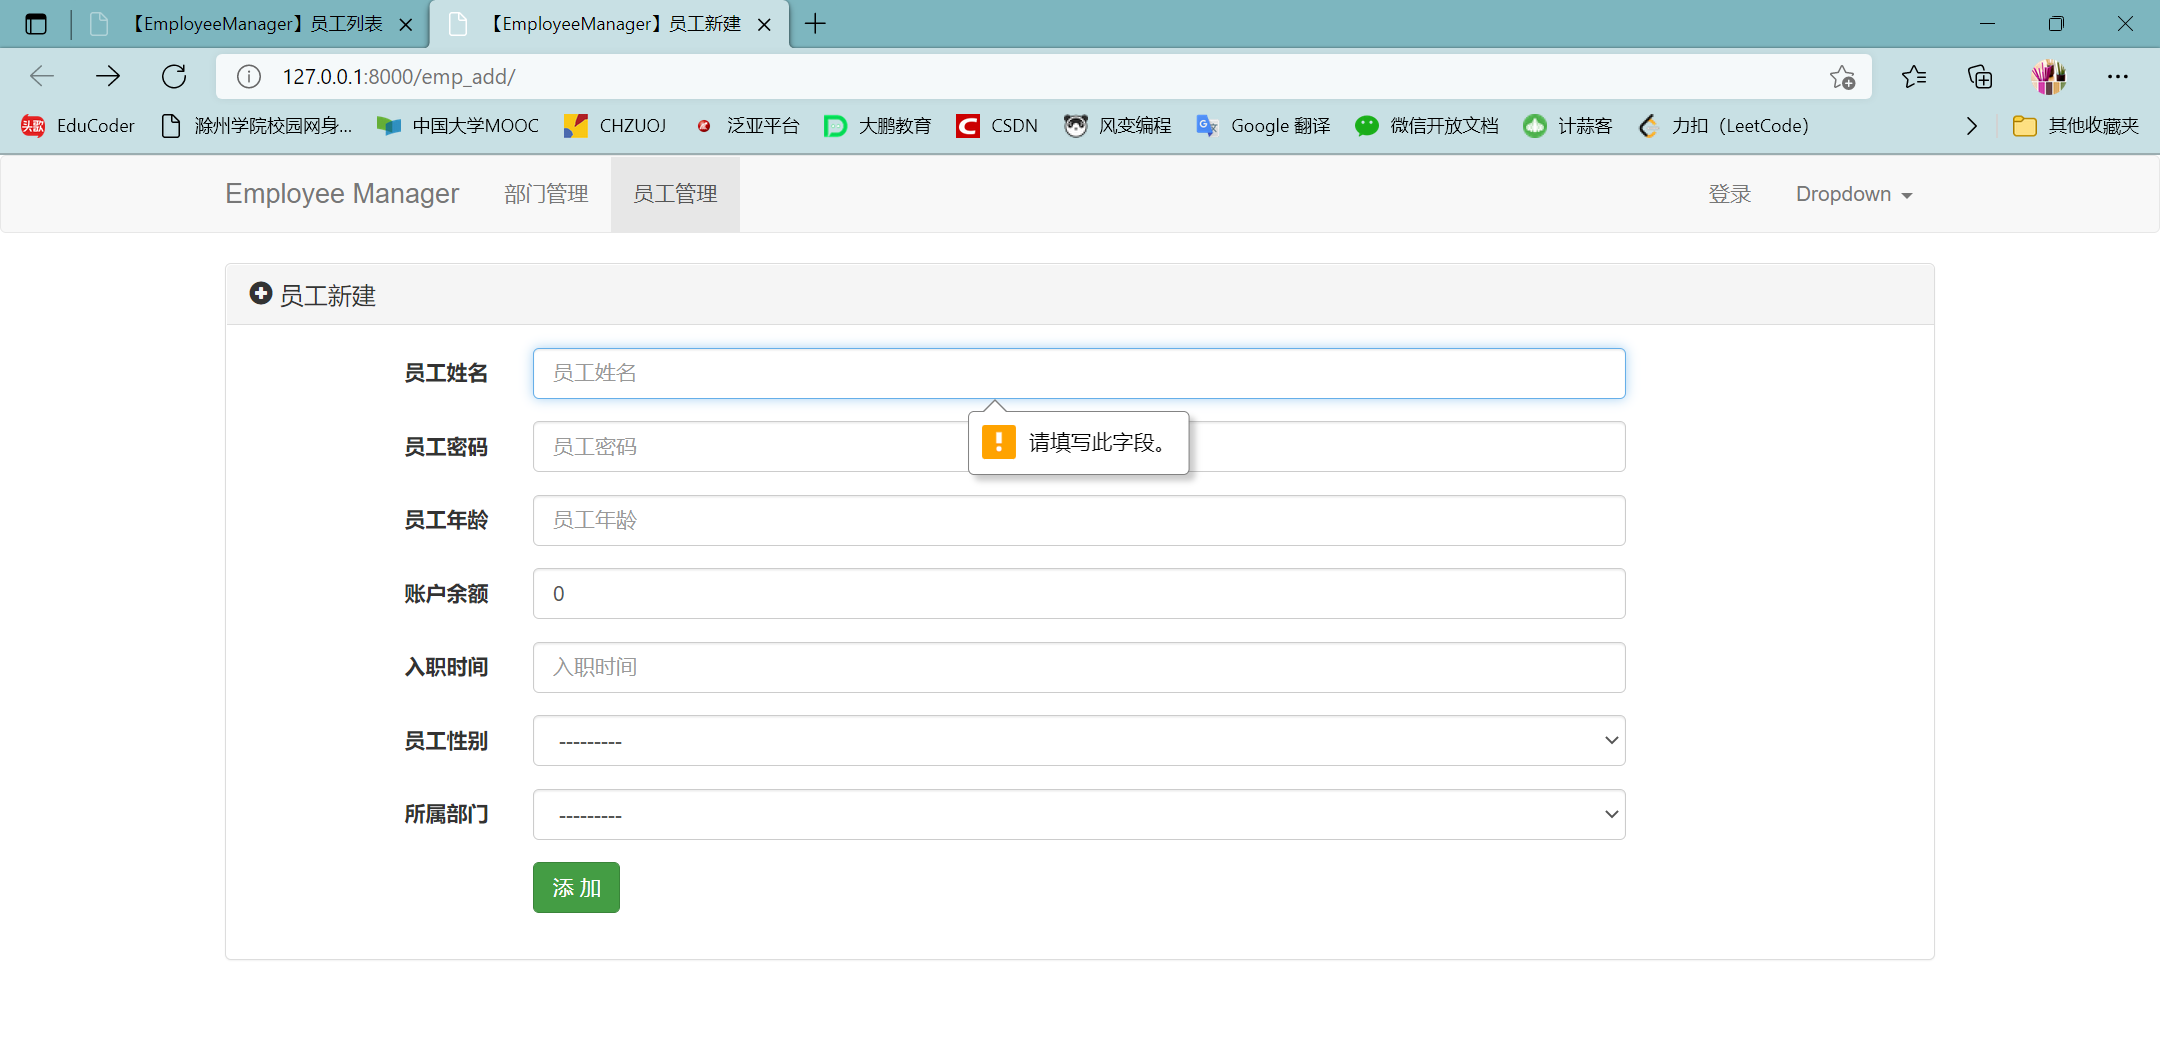 【EmployeeManager】员工列表
【EmployeeManager】员工新建
127.0.0.1:8000/emp_add/
头歌 EduCoder
滁州学院校园网身...
中国大学MOOC
CHZUOJ
泛亚平台
大鹏教育
CSDN
风变编程
Google 翻译
微信开放文档
计蒜客
力扣（LeetCode）
其他收藏夹
Employee Manager
部门管理
员工管理
登录
Dropdown
员工新建
员工姓名 员工姓名
请填写此字段。
员工密码 员工密码
员工年龄 员工年龄
账户余额 0
入职时间 入职时间
员工性别 ---------
所属部门 ---------
添 加